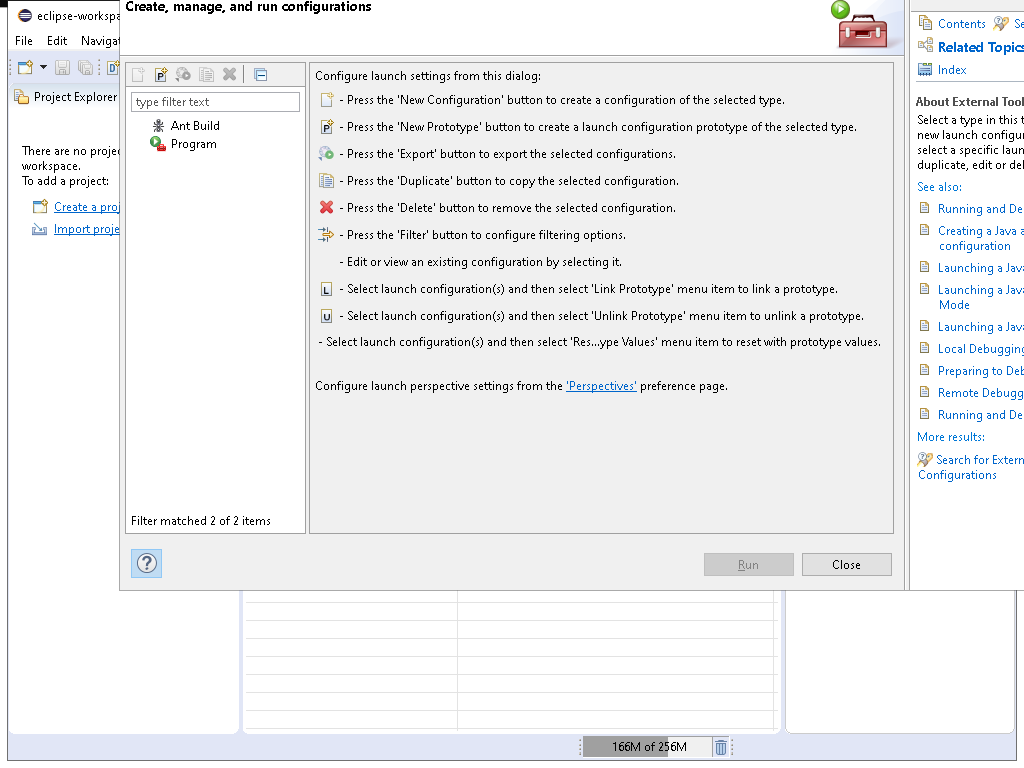 eclipse-workspa
File Edit Navigat
Project Explorer
There are no projec
workspace.
To add a project:
Create a proj
Import proje
Create, manage, and run configurations
type filter text
Ant Build
Program
Filter matched 2 of 2 items
Configure launch settings from this dialog:
- Press the 'New Configuration' button to create a configuration of the selected type.
- Press the 'New Prototype' button to create a launch configuration prototype of the selected type.
- Press the 'Export' button to export the selected configurations.
- Press the 'Duplicate' button to copy the selected configuration.
- Press the 'Delete' button to remove the selected configuration.
- Press the 'Filter' button to configure filtering options.
- Edit or view an existing configuration by selecting it.
- Select launch configuration(s) and then select 'Link Prototype' menu item to link a prototype.
- Select launch configuration(s) and then select 'Unlink Prototype' menu item to unlink a prototype.
- Select launch configuration(s) and then select 'Res...ype Values' menu item to reset with prototype values.
Configure launch perspective settings from the 'Perspectives' preference page.
Run Close
Contents Se
Related Topics
Index
About External Tool
Select a type in this t
new launch configur
select a specific laun
duplicate, edit or del
See also:
Running and De
Creating a Java a
configuration
Launching a Java
Launching a Java
Mode
Launching a Java
Local Debugging
Preparing to Deb
Remote Debugg
Running and De
More results:
Search for Extern
Configurations
166M of 256M